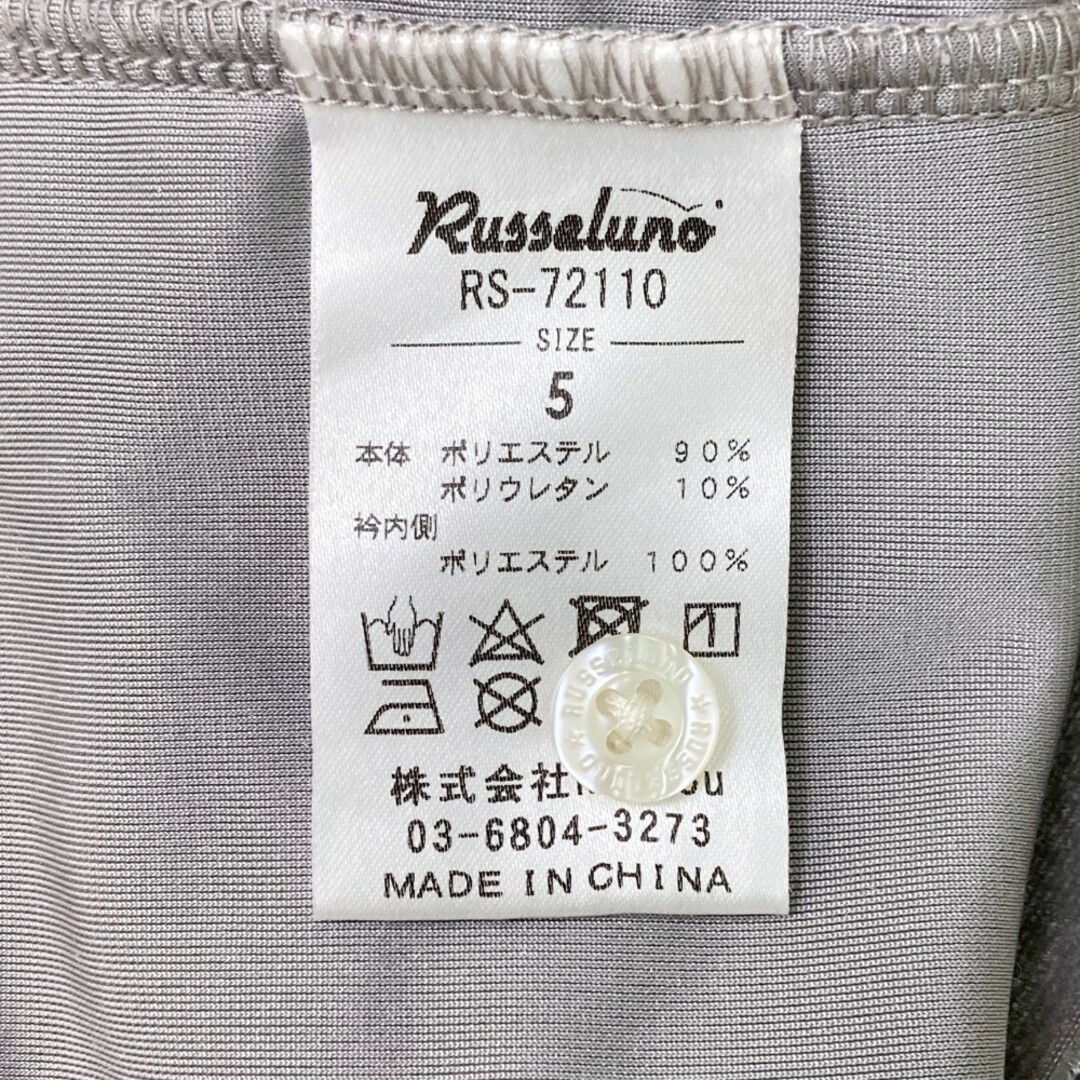 Russeluno
RS-72110
SIZE
5
本体 ポリエステル 90%
ポリウレタン 10%
衿内側
ポリエステル 100%
RUSSELUNO ★ RUSSELUNO ★
株式会社
03-6804-3273
MADE IN CHINA